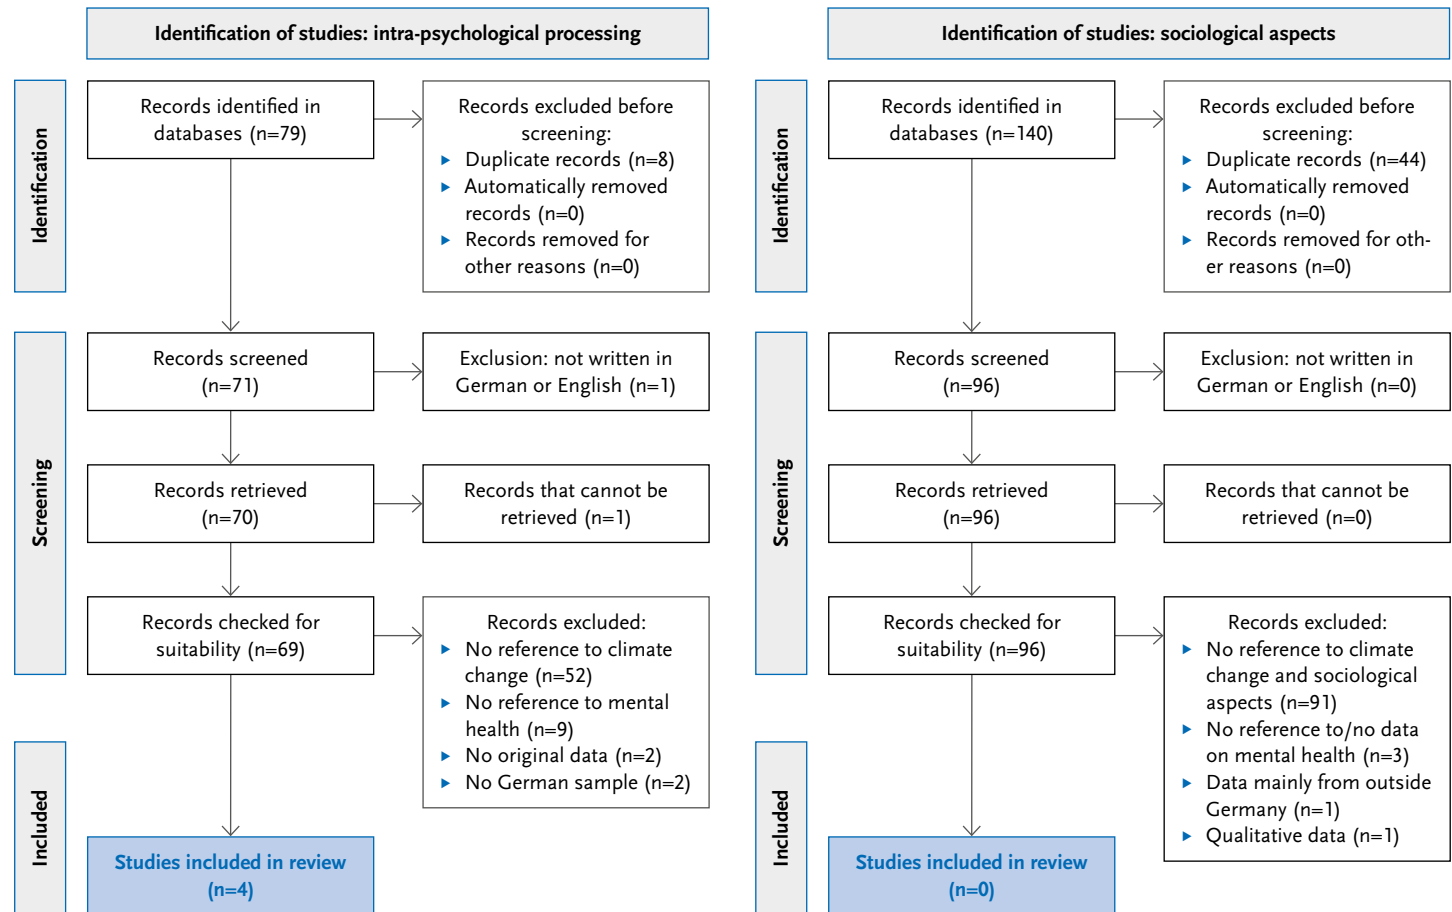 Identification of studies: intra-psychological processing
Identification
Records identified in
databases (n=79)
Records excluded before
screening:
▶ Duplicate records (n=8)
▶ Automatically removed
records (n=0)
▶ Records removed for
other reasons (n=0)
Screening
Records screened
(n=71)
Exclusion: not written in
German or English (n=1)
Records retrieved
(n=70)
Records that cannot be
retrieved (n=1)
Records checked for
suitability (n=69)
Records excluded:
▶ No reference to climate
change (n=52)
▶ No reference to mental
health (n=9)
▶ No original data (n=2)
▶ No German sample (n=2)
Included
Studies included in review
(n=4)
Identification of studies: sociological aspects
Identification
Records identified in
databases (n=140)
Records excluded before
screening:
▶ Duplicate records (n=44)
▶ Automatically removed
records (n=0)
▶ Records removed for oth-
er reasons (n=0)
Screening
Records screened
(n=96)
Exclusion: not written in
German or English (n=0)
Records retrieved
(n=96)
Records that cannot be
retrieved (n=0)
Records checked for
suitability (n=96)
Records excluded:
▶ No reference to climate
change and sociological
aspects (n=91)
▶ No reference to/no data
on mental health (n=3)
▶ Data mainly from outside
Germany (n=1)
▶ Qualitative data (n=1)
Included
Studies included in review
(n=0)